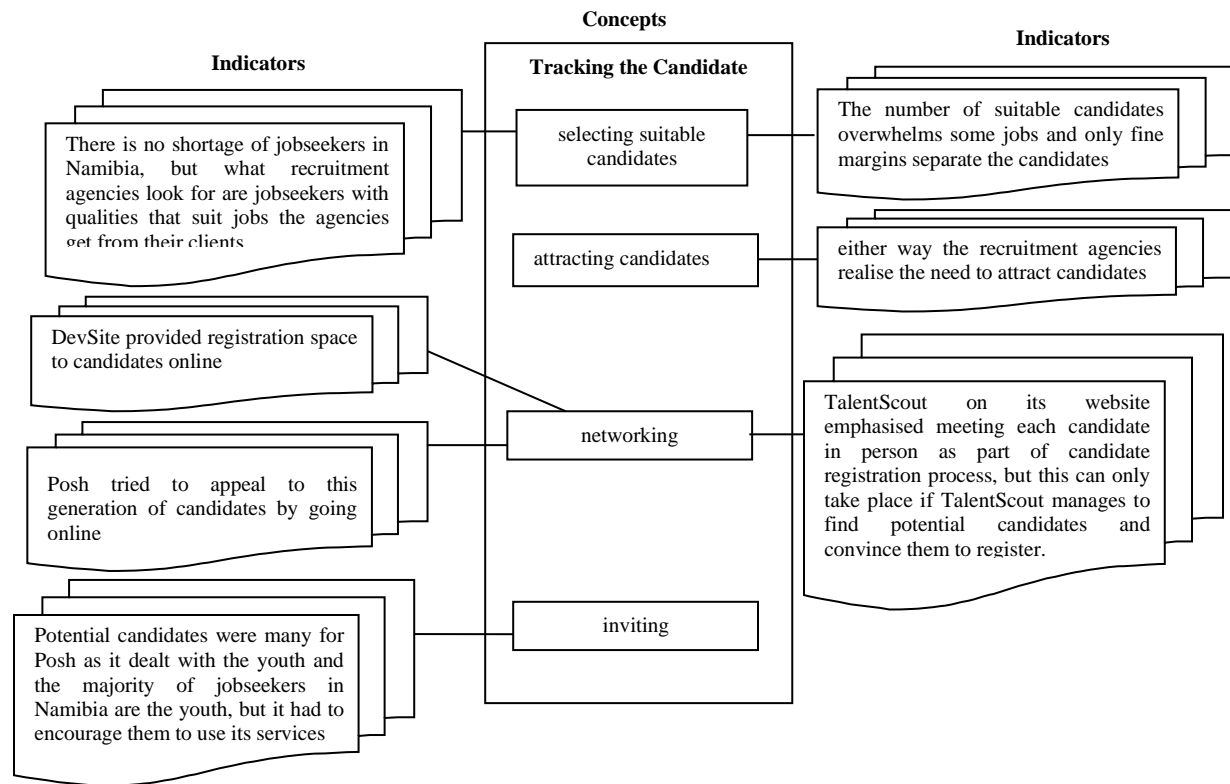 Concepts
Indicators
Indicators
Tracking the Candidate
There is no shortage of jobseekers in
Namibia, but what recruitment
agencies look for are jobseekers with
qualities that suit jobs the agencies
get from their clients
selecting suitable
candidates
The number of suitable candidates
overwhelms some jobs and only fine
margins separate the candidates
attracting candidates
either way the recruitment agencies
realise the need to attract candidates
DevSite provided registration space
to candidates online
Posh tried to appeal to this
generation of candidates by going
online
networking
TalentScout on its website
emphasised meeting each candidate
in person as part of candidate
registration process, but this can only
take place if TalentScout manages to
find potential candidates and
convince them to register.
Potential candidates were many for
Posh as it dealt with the youth and
the majority of jobseekers in
Namibia are the youth, but it had to
encourage them to use its services
inviting